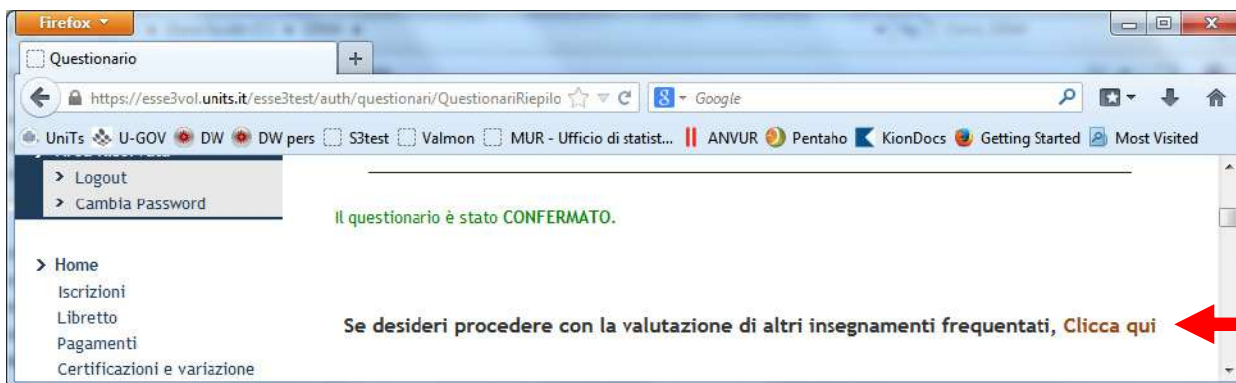 Firefox
Questionario
https://esse3vol.units.it/esse3test/auth/questionari/QuestionariRiepilo
Google
UniTs U-GOV DW DW pers S3test Valmon MUR - Ufficio di statist... ANVUR Pentaho KionDocs Getting Started Most Visited
> Logout
> Cambia Password
Il questionario è stato CONFERMATO.
> Home
Iscrizioni
Libretto
Se desideri procedere con la valutazione di altri insegnamenti frequentati, Clicca qui
Pagamenti
Certificazioni e variazione